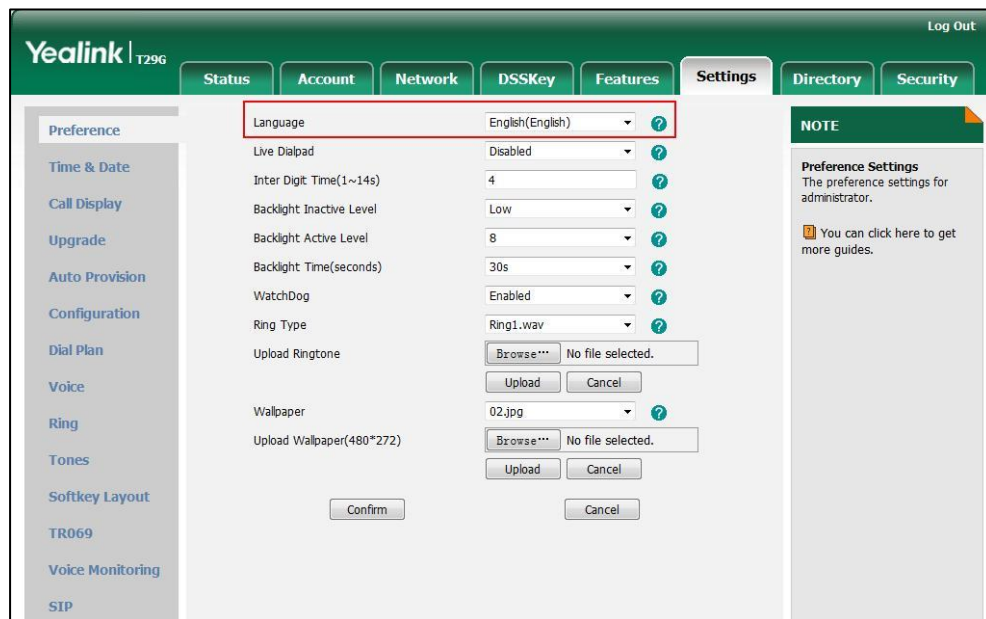 Log Out
Yealink T29G
Status Account Network DSSKey Features Settings Directory Security
Preference
Time & Date
Call Display
Upgrade
Auto Provision
Configuration
Dial Plan
Voice
Ring
Tones
Softkey Layout
TR069
Voice Monitoring
SIP
Language English(English) ?
Live Dialpad Disabled ?
Inter Digit Time(1~14s) 4 ?
Backlight Inactive Level Low ?
Backlight Active Level 8 ?
Backlight Time(seconds) 30s ?
WatchDog Enabled ?
Ring Type Ring1.wav ?
Upload Ringtone Browse··· No file selected.
Upload Cancel
Wallpaper 02.jpg ?
Upload Wallpaper(480*272) Browse··· No file selected.
Upload Cancel
Confirm Cancel
NOTE
Preference Settings
The preference settings for
administrator.
? You can click here to get
more guides.